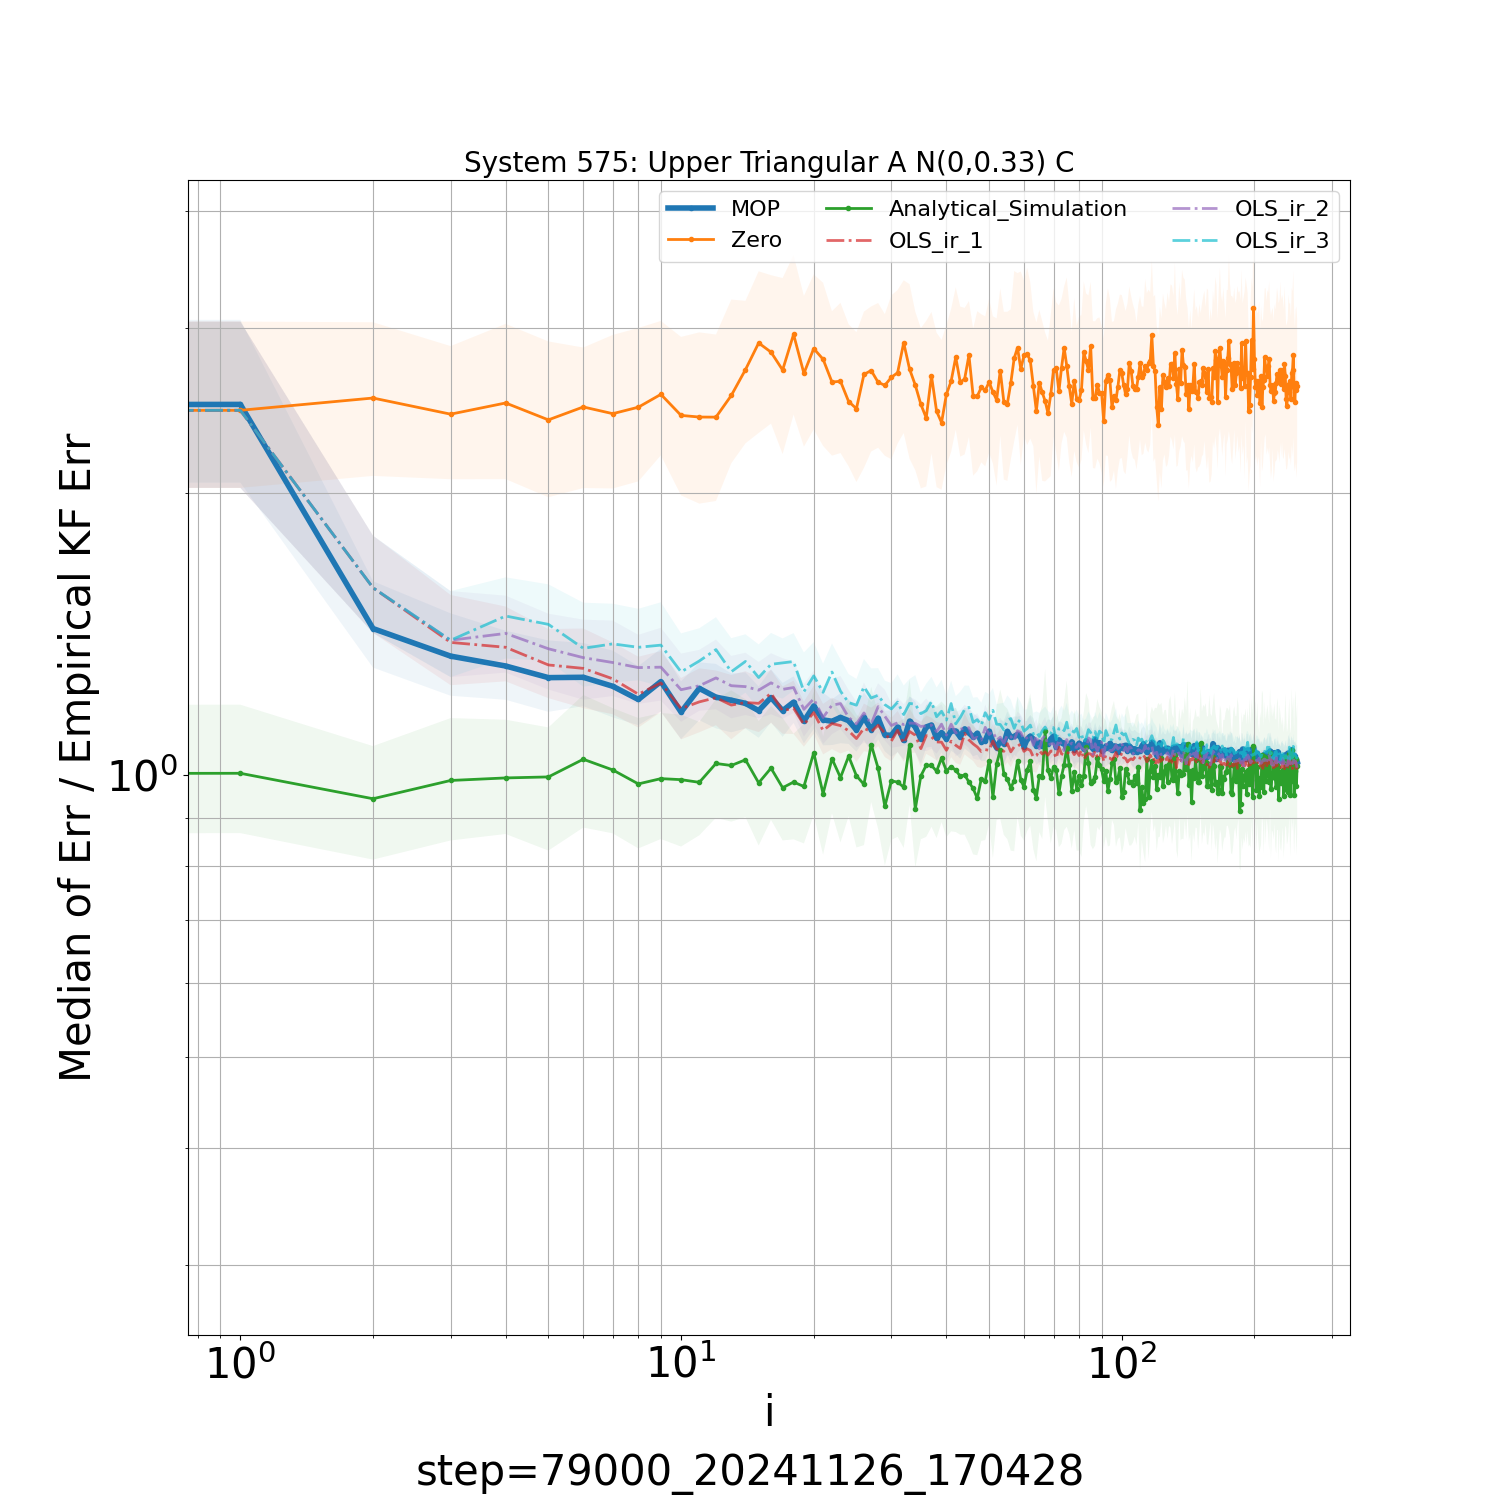 System 575: Upper Triangular A N(0,0.33) C
MOP
Zero
Analytical_Simulation
OLS_ir_1
OLS_ir_2
OLS_ir_3
Median of Err / Empirical KF Err
10⁰
10⁰ 10¹ 10²
i
step=79000_20241126_170428